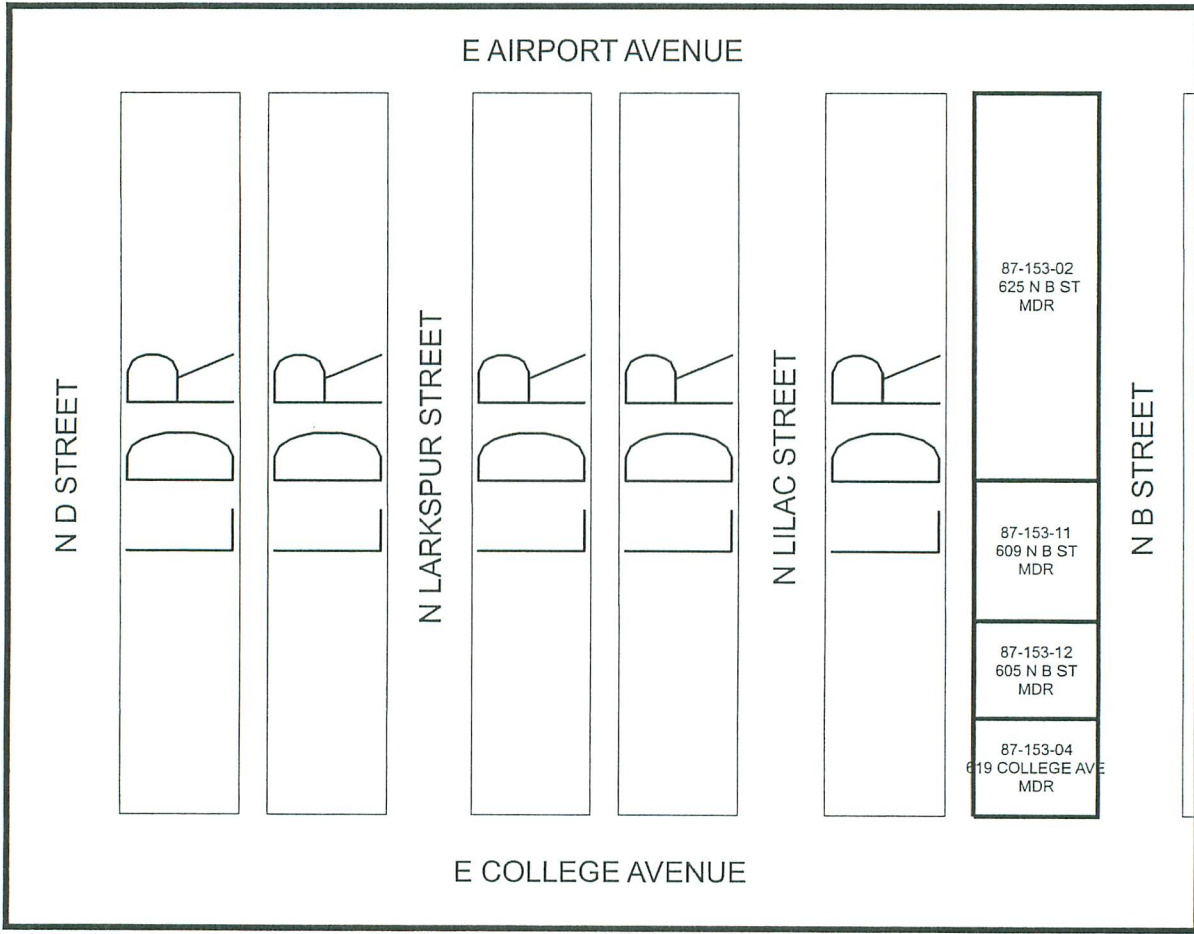 E AIRPORT AVENUE
N D STREET
LDR
LDR
N LARKSPUR STREET
LDR
LDR
N LILAC STREET
LDR
87-153-02
625 N B ST
MDR
87-153-11
609 N B ST
MDR
87-153-12
605 N B ST
MDR
87-153-04
619 COLLEGE AVE
MDR
N B STREET
E COLLEGE AVENUE